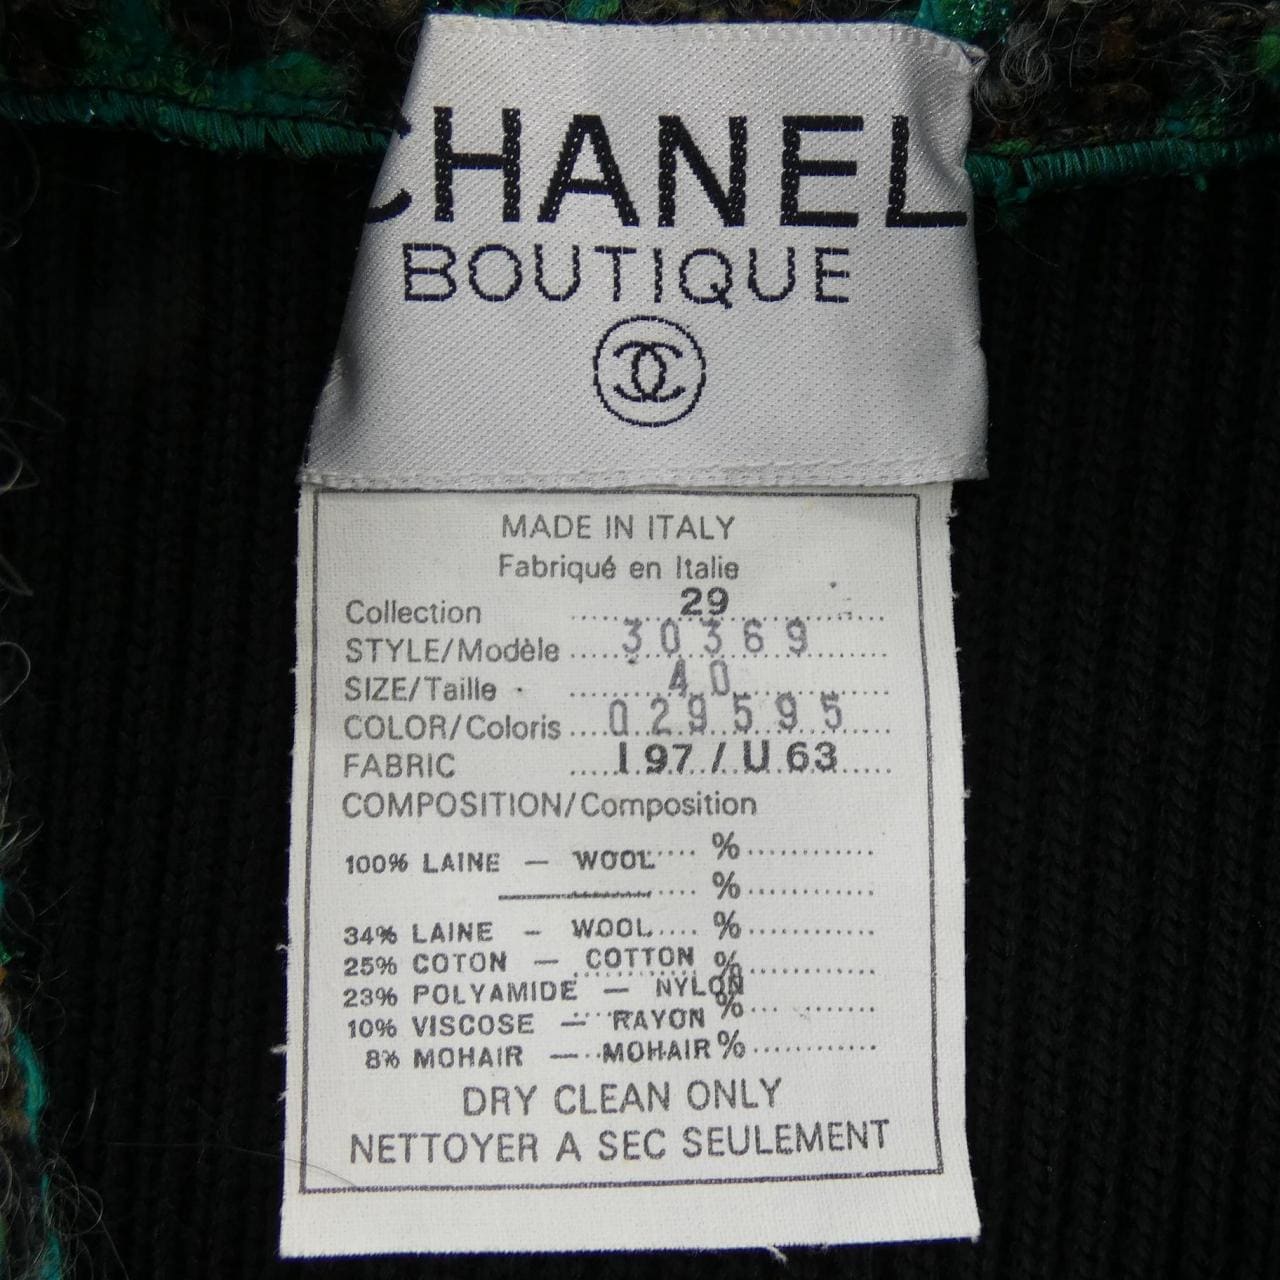 CHANEL
BOUTIQUE
MADE IN ITALY
Fabriqué en Italie
Collection ........ 29 ........
STYLE/Modèle ..... 30369 ........
SIZE/Taille ........ 40 ........
COLOR/Coloris .... 029595 ....
FABRIC ..... I97/U.63 .....
COMPOSITION/Composition
100% LAINE — WOOL .... % ............
.... % ............
34% LAINE - WOOL .... % ............
25% COTON — COTTON % ............
23% POLYAMIDE — NYLON
% ............
10% VISCOSE — RAYON
8% MOHAIR — MOHAIR % ............
DRY CLEAN ONLY
NETTOYER A SEC SEULEMENT